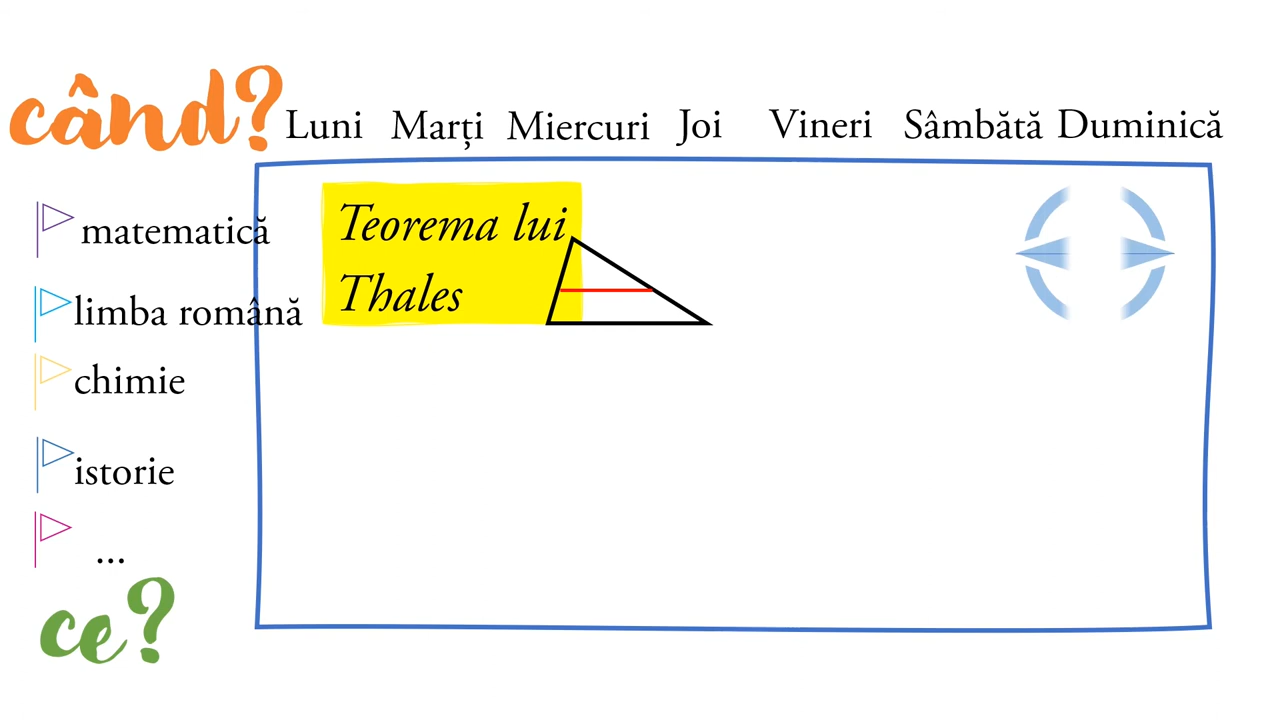 când?
Luni Marți Miercuri Joi Vineri Sâmbătă Duminică
matematică
Teorema lui
Thales
limba română
chimie
istorie
...
ce?